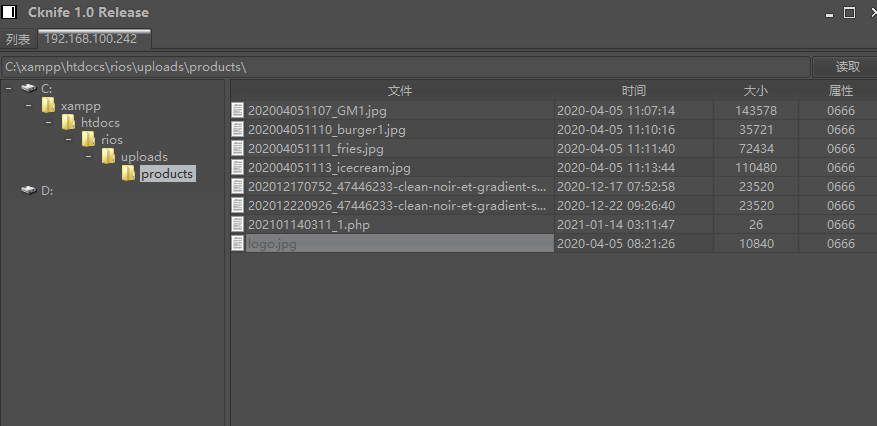 Cknife 1.0 Release
列表 192.168.100.242
C:\xampp\htdocs\rios\uploads\products\ 读取
C:
xampp
htdocs
rios
uploads
products
D:
文件 时间 大小 属性
202004051107_GM1.jpg 2020-04-05 11:07:14 143578 0666
202004051110_burger1.jpg 2020-04-05 11:10:16 35721 0666
202004051111_fries.jpg 2020-04-05 11:11:40 72434 0666
202004051113_icecream.jpg 2020-04-05 11:13:44 110480 0666
202012170752_47446233-clean-noir-et-gradient-s... 2020-12-17 07:52:58 23520 0666
202012220926_47446233-clean-noir-et-gradient-s... 2020-12-22 09:26:40 23520 0666
202101140311_1.php 2021-01-14 03:11:47 26 0666
logo.jpg 2020-04-05 08:21:26 10840 0666